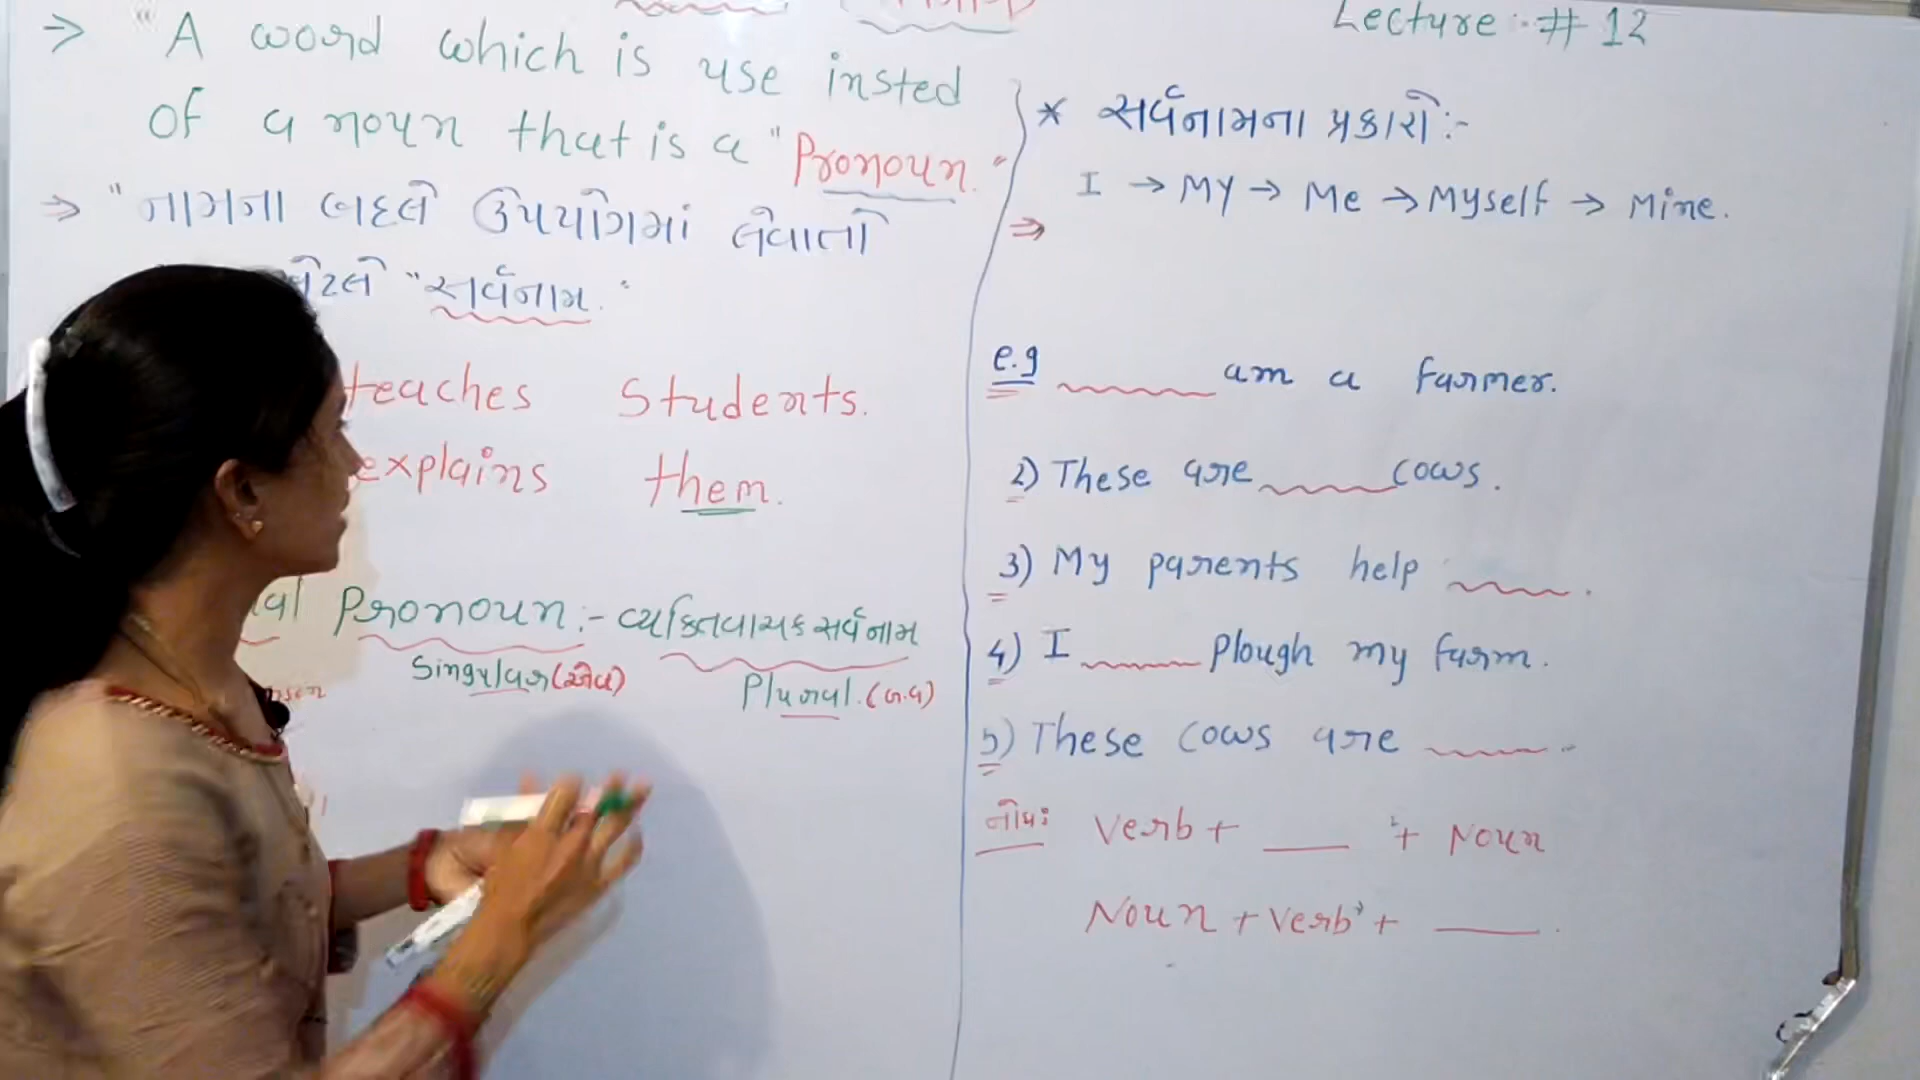 → "A word which is use insted
of a noun that is a "Pronoun."
⇒ "નામના બદલે ઉપયોગમાં લેવાતો
એટલે "સર્વનામ."
teaches Students.
explains them.
Pronoun:- વ્યક્તિવાચક સર્વનામ
Singular (એવ) Plural. (બ.વ)
Lecture :- # 12
* સર્વનામના પ્રકારો:-
I → My → Me → Myself → Mine.
⇒
e.g ____ am a farmer.
2) These are ____ cows.
3) My parents help ____.
4) I ____ Plough my farm.
5) These cows are ____.
નોંધઃ Verb + ____ + Noun
Noun + Verb + ____.